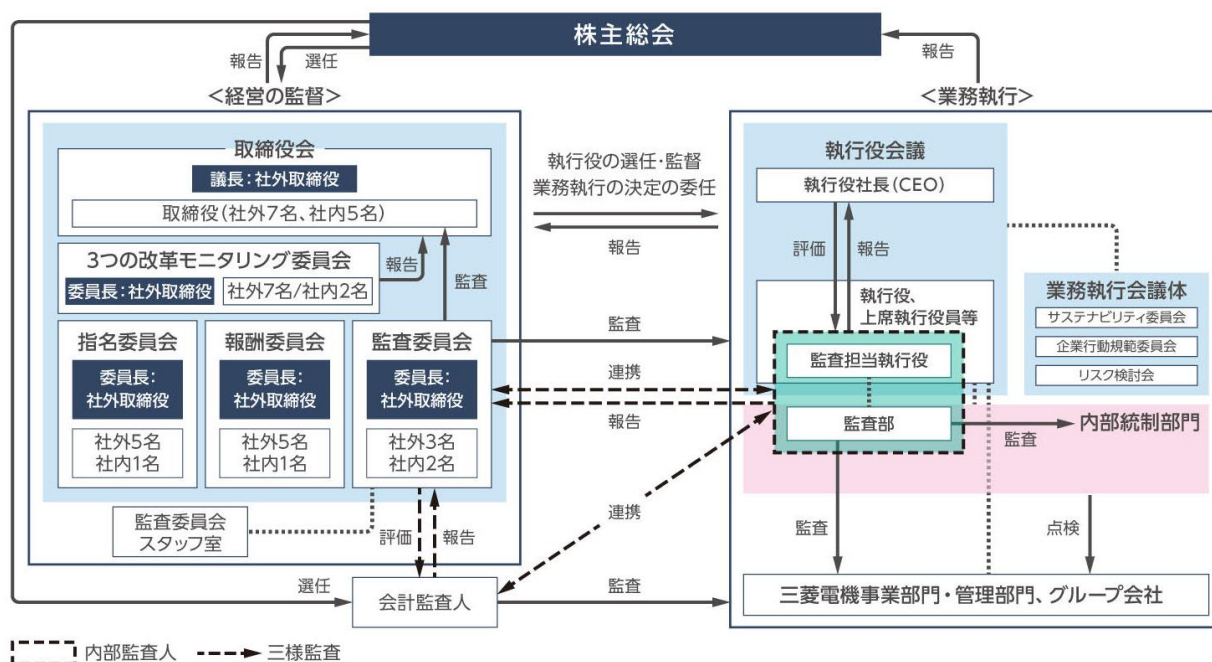 株主総会
報告
選任
報告
<経営の監督>
<業務執行>
取締役会
議長：社外取締役
取締役（社外7名、社内5名）
3つの改革モニタリング委員会
委員長：社外取締役
社外7名/社内2名
報告
監査
指名委員会
委員長：
社外取締役
社外5名
社内1名
報酬委員会
委員長：
社外取締役
社外5名
社内1名
監査委員会
委員長：
社外取締役
社外3名
社内2名
監査委員会
スタッフ室
評価
報告
選任
会計監査人
監査
執行役の選任・監督
業務執行の決定の委任
報告
監査
連携
報告
連携
執行役会議
執行役社長（CEO）
評価
報告
執行役、
上席執行役員等
監査担当執行役
監査部
監査
内部統制部門
業務執行会議体
サステナビリティ委員会
企業行動規範委員会
リスク検討会
監査
点検
三菱電機事業部門・管理部門、グループ会社
内部監査人
三様監査